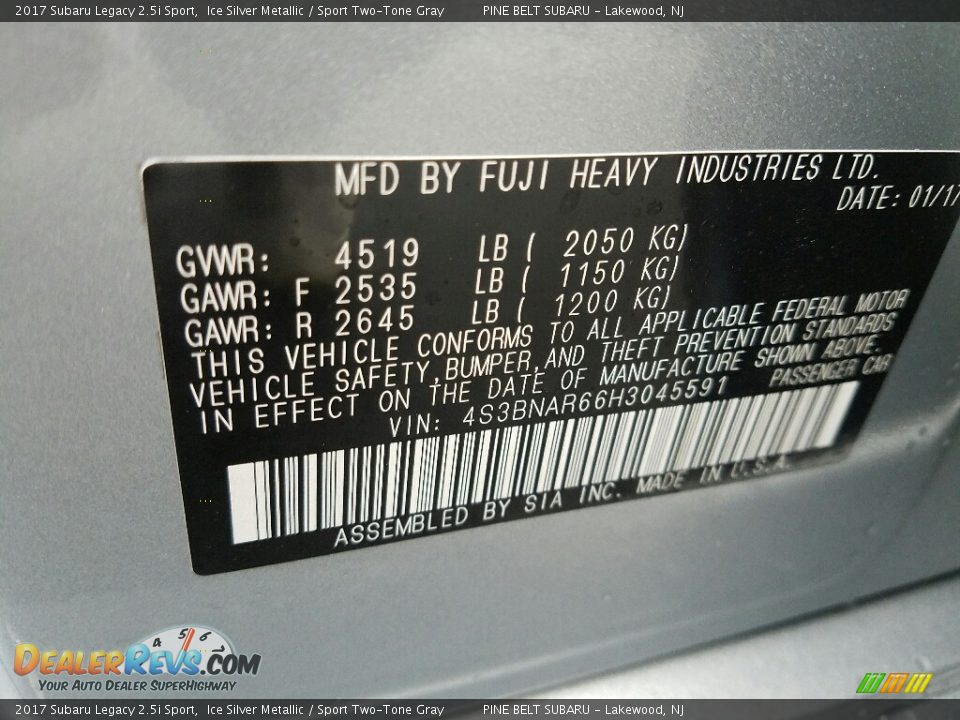 2017 Subaru Legacy 2.5i Sport, Ice Silver Metallic / Sport Two-Tone Gray PINE BELT SUBARU - Lakewood, NJ
MFD BY FUJI HEAVY INDUSTRIES LTD.
DATE: 01/17
GVWR: 4519 LB ( 2050 KG)
GAWR: F 2535 LB ( 1150 KG)
GAWR: R 2645 LB ( 1200 KG)
THIS VEHICLE CONFORMS TO ALL APPLICABLE FEDERAL MOTOR
VEHICLE SAFETY,BUMPER,AND THEFT PREVENTION STANDARDS
IN EFFECT ON THE DATE OF MANUFACTURE SHOWN ABOVE.
VIN: 4S3BNAR66H3045591 PASSENGER CAR
ASSEMBLED BY SIA INC. MADE IN U.S.A.
4 5 6
DEALERREVS.COM
YOUR AUTO DEALER SUPERHIGHWAY
2017 Subaru Legacy 2.5i Sport, Ice Silver Metallic / Sport Two-Tone Gray PINE BELT SUBARU - Lakewood, NJ